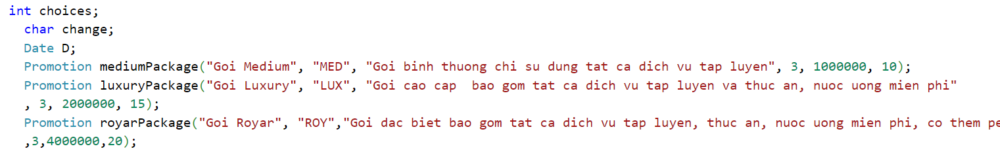 int choices;
char change;
Date D;
Promotion mediumPackage("Goi Medium", "MED", "Goi binh thuong chi su dung tat ca dich vu tap luyen", 3, 1000000, 10);
Promotion luxuryPackage("Goi Luxury", "LUX", "Goi cao cap  bao gom tat ca dich vu tap luyen va thuc an, nuoc uong mien phi"
, 3, 2000000, 15);
Promotion royarPackage("Goi Royar", "ROY","Goi dac biet bao gom tat ca dich vu tap luyen, thuc an, nuoc uong mien phi, co them
,3,4000000,20);